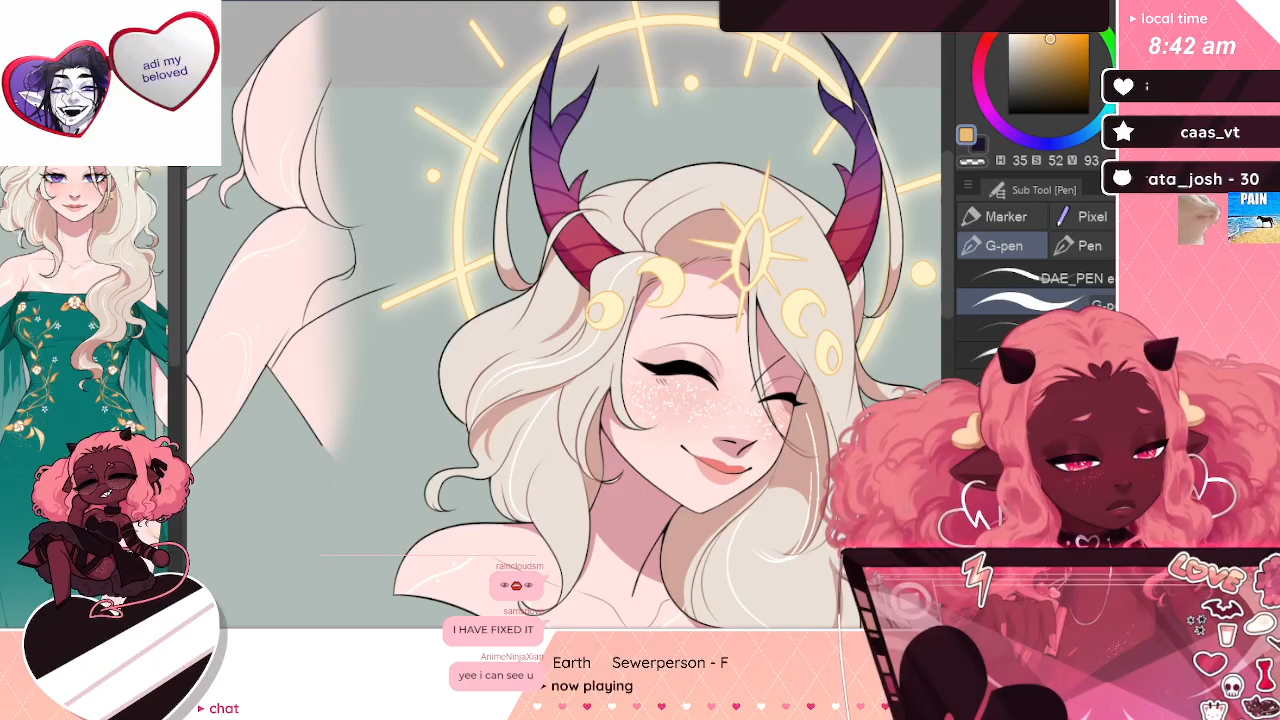 adi my
beloved
local time
8:42 am
caas_vt
ata_josh - 30
PAIN
H 35 S 52 V 93
Sub Tool [Pen]
Marker
Pixel
G-pen
Pen
DAE_PEN e
G-p
raincloudsm
I HAVE FIXED IT
AnimeNinjaXian
yee i can see u
Earth Sewerperson - F
now playing
chat
LOVE